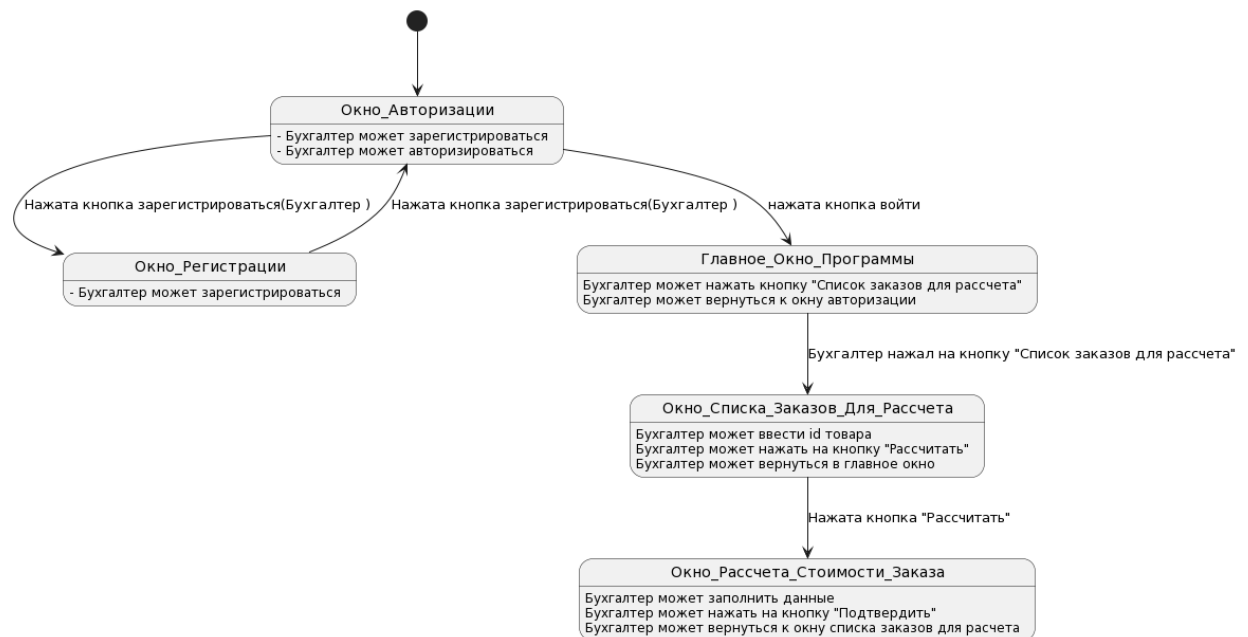 Окно_Авторизации
- Бухгалтер может зарегистрироваться
- Бухгалтер может авторизироваться
Нажата кнопка зарегистрироваться(Бухгалтер )
Нажата кнопка зарегистрироваться(Бухгалтер )
нажата кнопка войти
Окно_Регистрации
- Бухгалтер может зарегистрироваться
Главное_Окно_Программы
Бухгалтер может нажать кнопку "Список заказов для рассчета"
Бухгалтер может вернуться к окну авторизации
Бухгалтер нажал на кнопку "Список заказов для рассчета"
Окно_Списка_Заказов_Для_Рассчета
Бухгалтер может ввести id товара
Бухгалтер может нажать на кнопку "Рассчитать"
Бухгалтер может вернуться в главное окно
Нажата кнопка "Рассчитать"
Окно_Рассчета_Стоимости_Заказа
Бухгалтер может заполнить данные
Бухгалтер может нажать на кнопку "Подтвердить"
Бухгалтер может вернуться к окну списка заказов для расчета